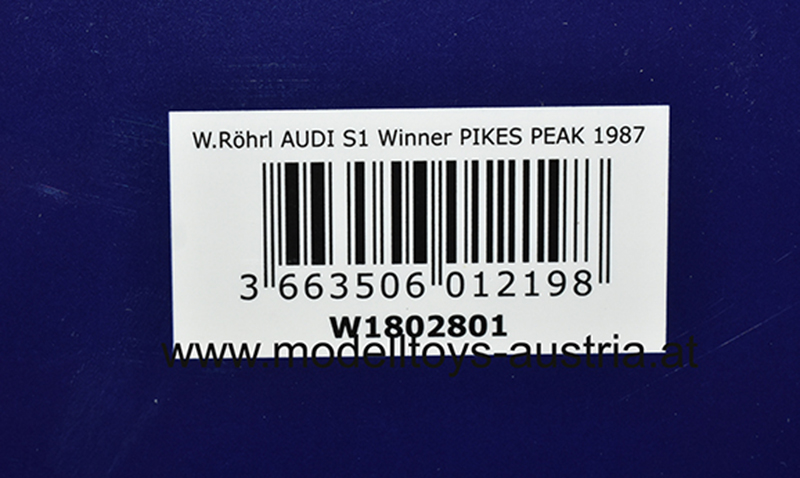 W.Röhrl AUDI S1 Winner PIKES PEAK 1987
3 663506 012198
W1802801
www.modelltoys-austria.at